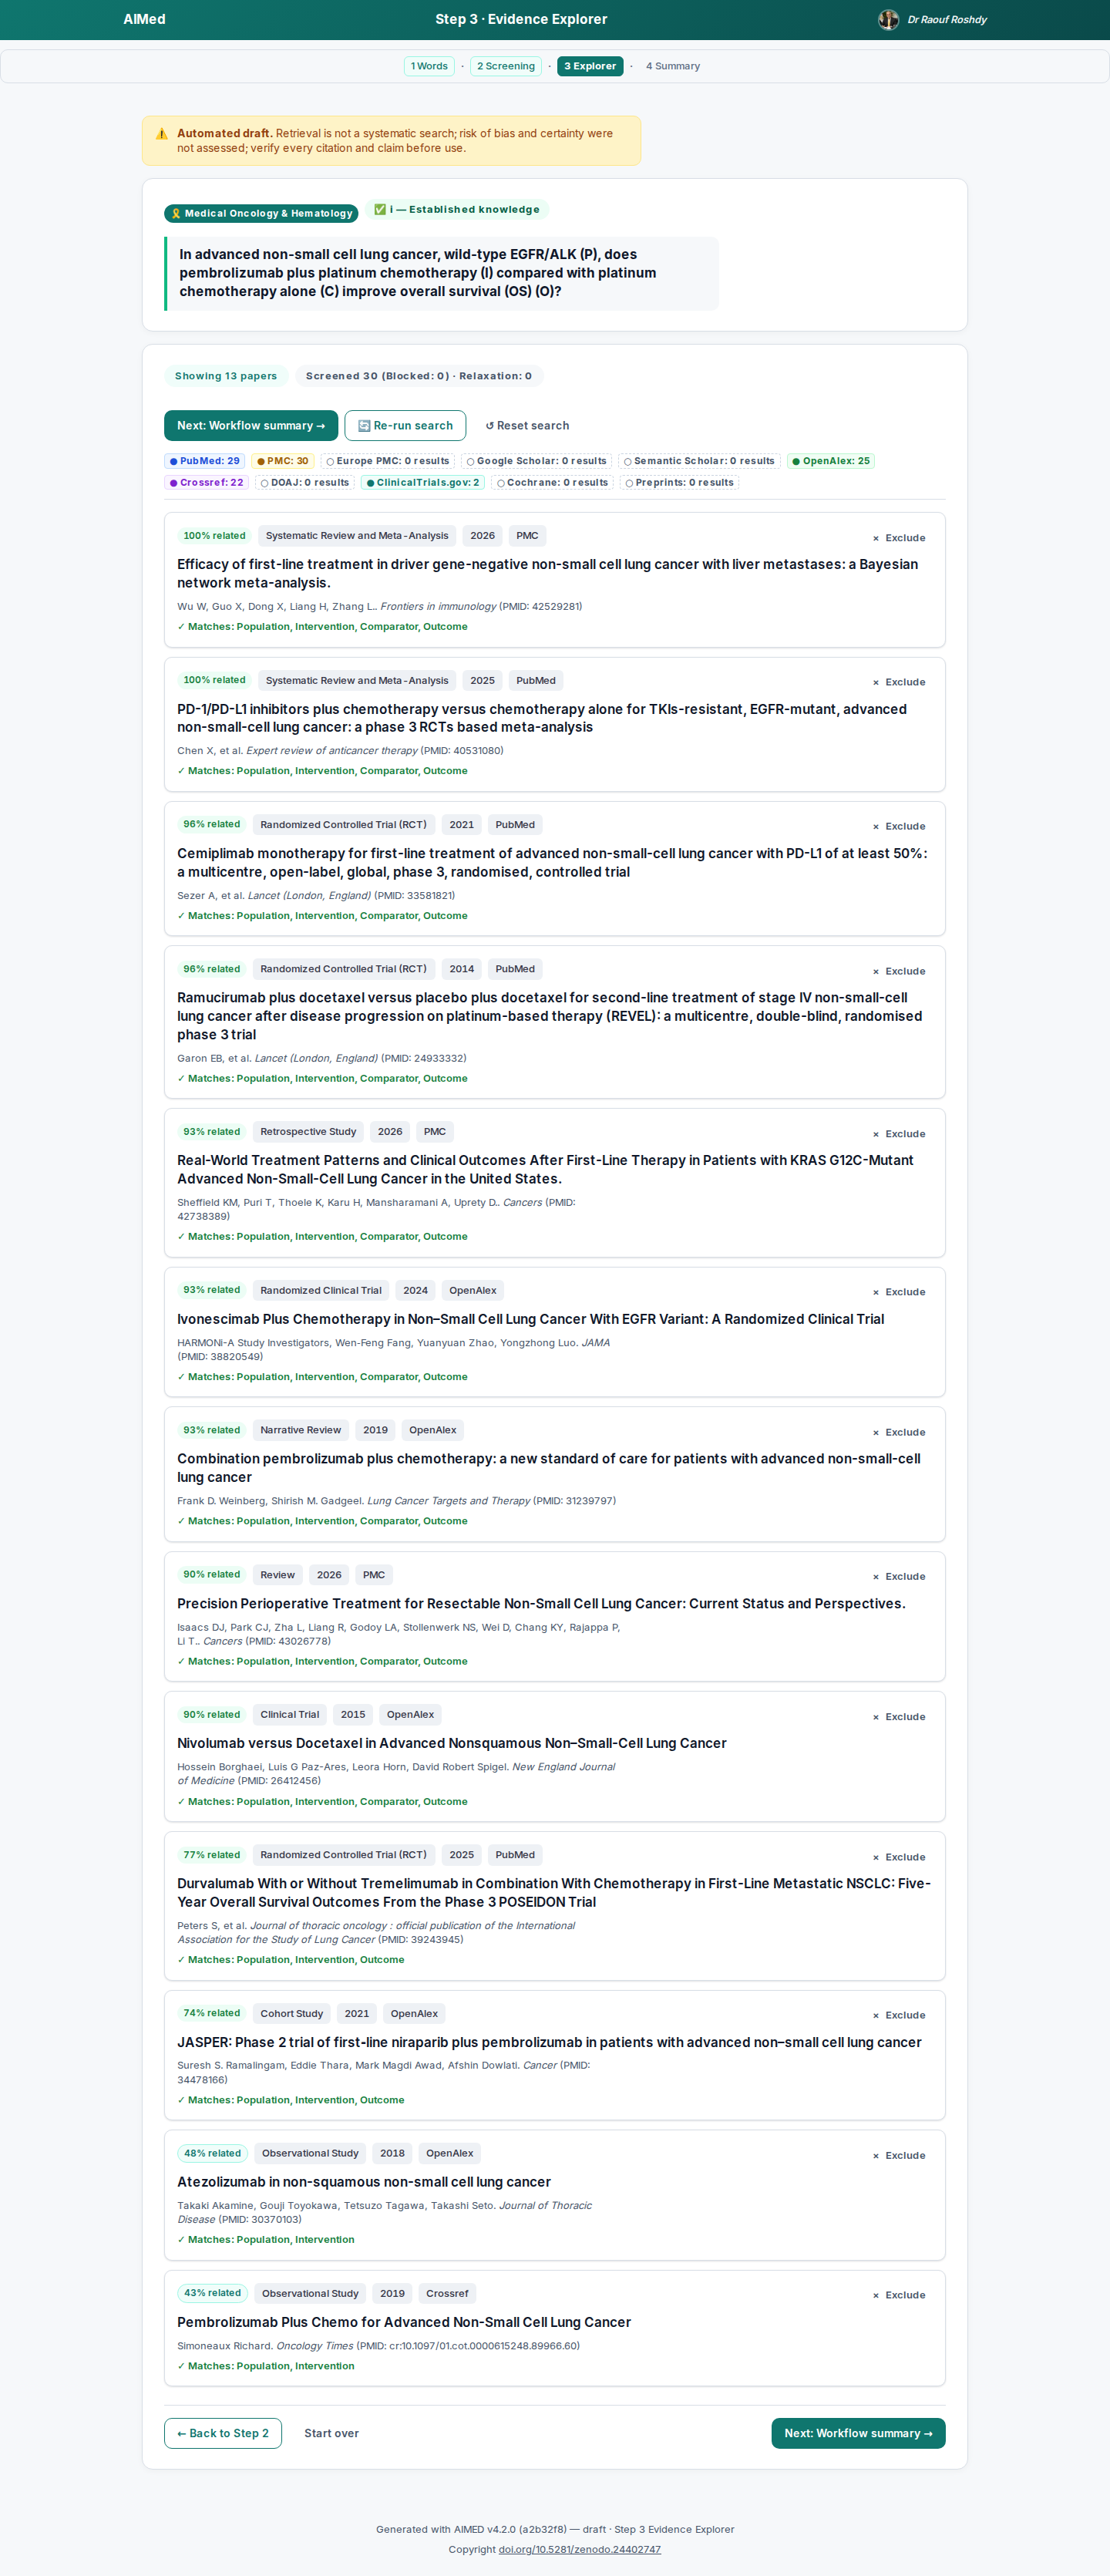 AIMed
Step 3 · Evidence Explorer
Dr Raouf Roshdy
1 Words · 2 Screening · 3 Explorer · 4 Summary
⚠️ Automated draft. Retrieval is not a systematic search; risk of bias and certainty were
not assessed; verify every citation and claim before use.
🎗️ Medical Oncology & Hematology ✅ i — Established knowledge
In advanced non-small cell lung cancer, wild-type EGFR/ALK (P), does
pembrolizumab plus platinum chemotherapy (I) compared with platinum
chemotherapy alone (C) improve overall survival (OS) (O)?
Showing 13 papers Screened 30 (Blocked: 0) · Relaxation: 0
Next: Workflow summary → 🔄 Re-run search ↺ Reset search
● PubMed: 29 ● PMC: 30 ○ Europe PMC: 0 results ○ Google Scholar: 0 results ○ Semantic Scholar: 0 results ● OpenAlex: 25
● Crossref: 22 ○ DOAJ: 0 results ● ClinicalTrials.gov: 2 ○ Cochrane: 0 results ○ Preprints: 0 results
100% related Systematic Review and Meta-Analysis 2026 PMC × Exclude
Efficacy of first-line treatment in driver gene-negative non-small cell lung cancer with liver metastases: a Bayesian
network meta-analysis.
Wu W, Guo X, Dong X, Liang H, Zhang L.. Frontiers in immunology (PMID: 42529281)
✓ Matches: Population, Intervention, Comparator, Outcome
100% related Systematic Review and Meta-Analysis 2025 PubMed × Exclude
PD-1/PD-L1 inhibitors plus chemotherapy versus chemotherapy alone for TKIs-resistant, EGFR-mutant, advanced
non-small-cell lung cancer: a phase 3 RCTs based meta-analysis
Chen X, et al. Expert review of anticancer therapy (PMID: 40531080)
✓ Matches: Population, Intervention, Comparator, Outcome
96% related Randomized Controlled Trial (RCT) 2021 PubMed × Exclude
Cemiplimab monotherapy for first-line treatment of advanced non-small-cell lung cancer with PD-L1 of at least 50%:
a multicentre, open-label, global, phase 3, randomised, controlled trial
Sezer A, et al. Lancet (London, England) (PMID: 33581821)
✓ Matches: Population, Intervention, Comparator, Outcome
96% related Randomized Controlled Trial (RCT) 2014 PubMed × Exclude
Ramucirumab plus docetaxel versus placebo plus docetaxel for second-line treatment of stage IV non-small-cell
lung cancer after disease progression on platinum-based therapy (REVEL): a multicentre, double-blind, randomised
phase 3 trial
Garon EB, et al. Lancet (London, England) (PMID: 24933332)
✓ Matches: Population, Intervention, Comparator, Outcome
93% related Retrospective Study 2026 PMC × Exclude
Real-World Treatment Patterns and Clinical Outcomes After First-Line Therapy in Patients with KRAS G12C-Mutant
Advanced Non-Small-Cell Lung Cancer in the United States.
Sheffield KM, Puri T, Thoele K, Karu H, Mansharamani A, Uprety D.. Cancers (PMID:
42738389)
✓ Matches: Population, Intervention, Comparator, Outcome
93% related Randomized Clinical Trial 2024 OpenAlex × Exclude
Ivonescimab Plus Chemotherapy in Non–Small Cell Lung Cancer With EGFR Variant: A Randomized Clinical Trial
HARMONi-A Study Investigators, Wen-Feng Fang, Yuanyuan Zhao, Yongzhong Luo. JAMA
(PMID: 38820549)
✓ Matches: Population, Intervention, Comparator, Outcome
93% related Narrative Review 2019 OpenAlex × Exclude
Combination pembrolizumab plus chemotherapy: a new standard of care for patients with advanced non-small-cell
lung cancer
Frank D. Weinberg, Shirish M. Gadgeel. Lung Cancer Targets and Therapy (PMID: 31239797)
✓ Matches: Population, Intervention, Comparator, Outcome
90% related Review 2026 PMC × Exclude
Precision Perioperative Treatment for Resectable Non-Small Cell Lung Cancer: Current Status and Perspectives.
Isaacs DJ, Park CJ, Zha L, Liang R, Godoy LA, Stollenwerk NS, Wei D, Chang KY, Rajappa P,
Li T.. Cancers (PMID: 43026778)
✓ Matches: Population, Intervention, Comparator, Outcome
90% related Clinical Trial 2015 OpenAlex × Exclude
Nivolumab versus Docetaxel in Advanced Nonsquamous Non–Small-Cell Lung Cancer
Hossein Borghaei, Luis G Paz-Ares, Leora Horn, David Robert Spigel. New England Journal
of Medicine (PMID: 26412456)
✓ Matches: Population, Intervention, Comparator, Outcome
77% related Randomized Controlled Trial (RCT) 2025 PubMed × Exclude
Durvalumab With or Without Tremelimumab in Combination With Chemotherapy in First-Line Metastatic NSCLC: Five-
Year Overall Survival Outcomes From the Phase 3 POSEIDON Trial
Peters S, et al. Journal of thoracic oncology : official publication of the International
Association for the Study of Lung Cancer (PMID: 39243945)
✓ Matches: Population, Intervention, Outcome
74% related Cohort Study 2021 OpenAlex × Exclude
JASPER: Phase 2 trial of first-line niraparib plus pembrolizumab in patients with advanced non–small cell lung cancer
Suresh S. Ramalingam, Eddie Thara, Mark Magdi Awad, Afshin Dowlati. Cancer (PMID:
34478166)
✓ Matches: Population, Intervention, Outcome
48% related Observational Study 2018 OpenAlex × Exclude
Atezolizumab in non-squamous non-small cell lung cancer
Takaki Akamine, Gouji Toyokawa, Tetsuzo Tagawa, Takashi Seto. Journal of Thoracic
Disease (PMID: 30370103)
✓ Matches: Population, Intervention
43% related Observational Study 2019 Crossref × Exclude
Pembrolizumab Plus Chemo for Advanced Non-Small Cell Lung Cancer
Simoneaux Richard. Oncology Times (PMID: cr:10.1097/01.cot.0000615248.89966.60)
✓ Matches: Population, Intervention
← Back to Step 2 Start over Next: Workflow summary →
Generated with AIMED v4.2.0 (a2b32f8) — draft · Step 3 Evidence Explorer
Copyright doi.org/10.5281/zenodo.24402747